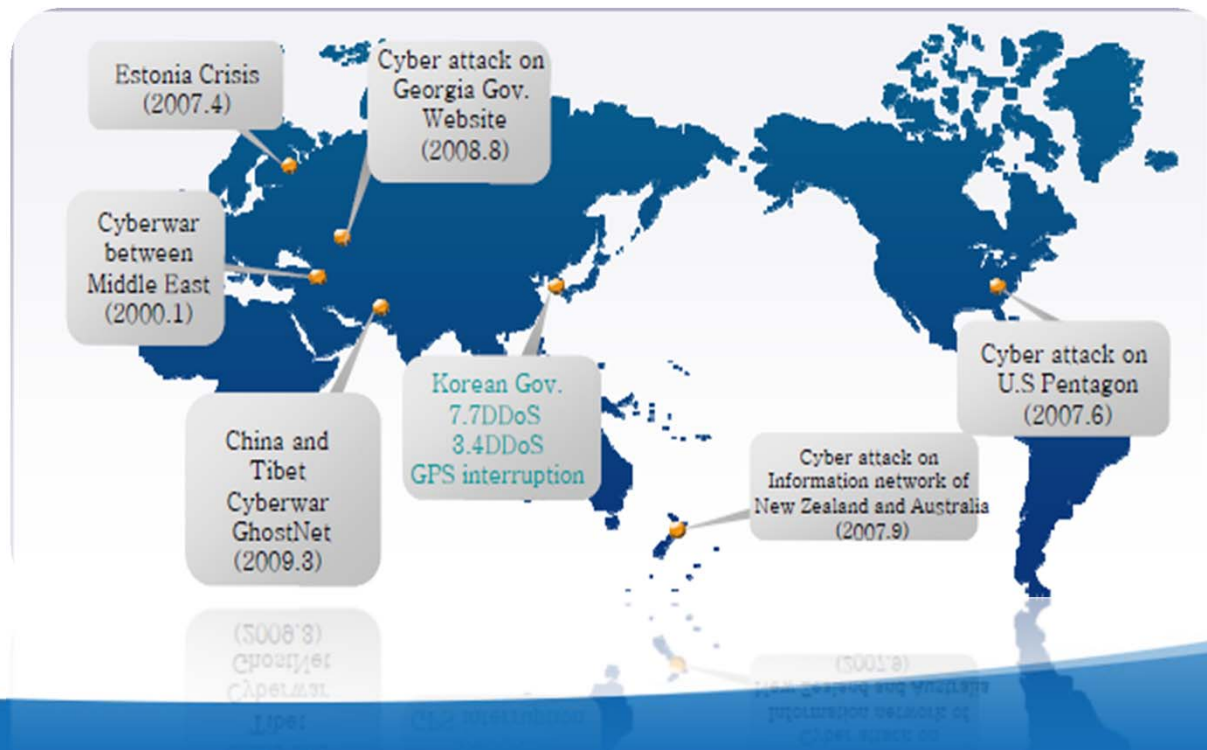 Estonia Crisis
(2007.4)
Cyber attack on
Georgia Gov.
Website
(2008.8)
Cyberwar
between
Middle East
(2000.1)
China and
Tibet
Cyberwar
GhostNet
(2009.3)
Korean Gov.
7.7DDoS
3.4DDoS
GPS interruption
Cyber attack on
Information network of
New Zealand and Australia
(2007.9)
Cyber attack on
U.S Pentagon
(2007.6)